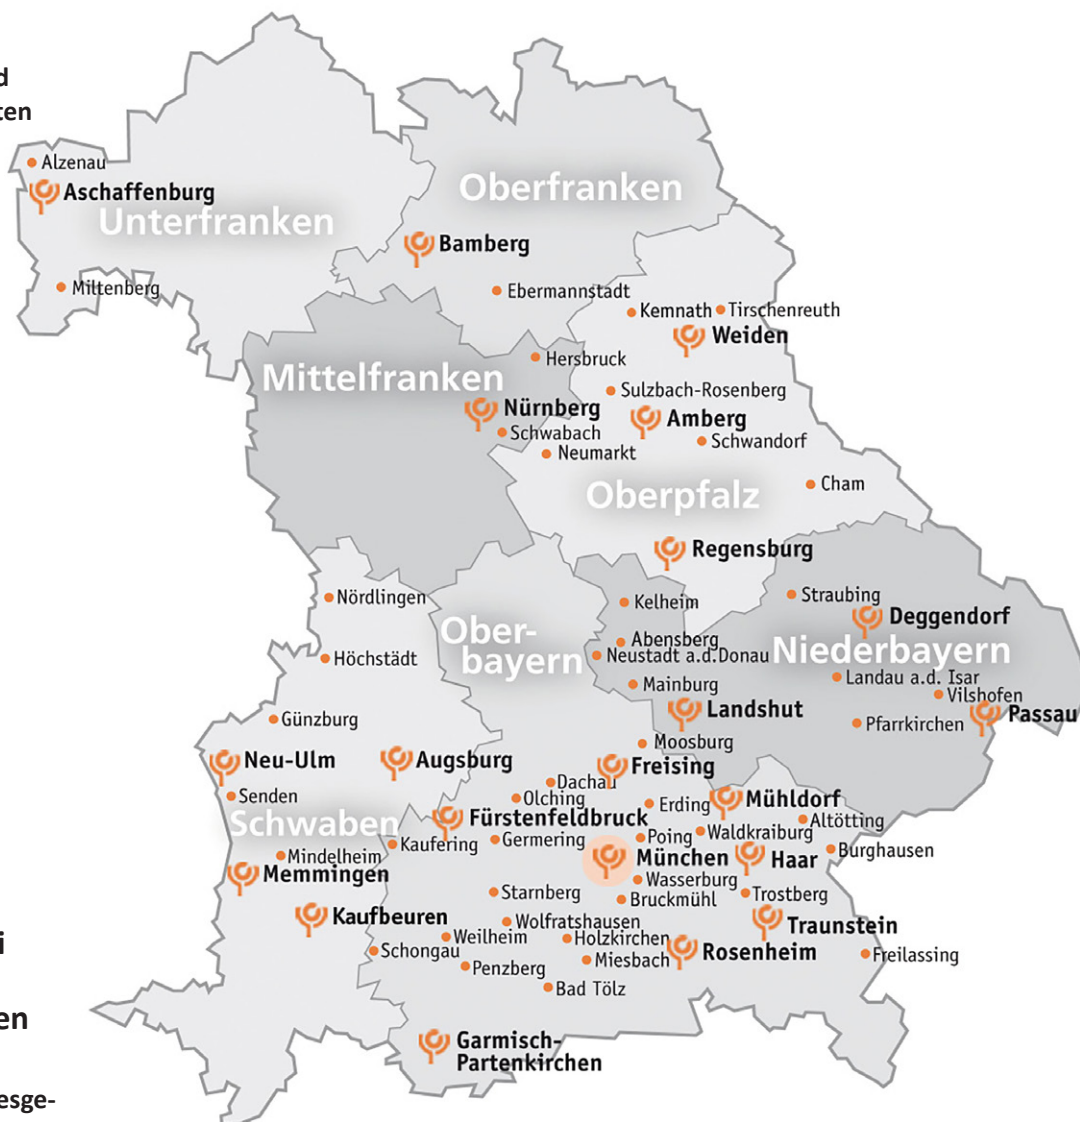 d
ten
Alzenau
Aschaffenburg
Unterfranken
Oberfranken
Bamberg
Miltenberg
Ebermannstadt
Kemnath
Tirschenreuth
Weiden
Hersbruck
Mittelfranken
Sulzbach-Rosenberg
Nürnberg
Amberg
Schwabach
Schwandorf
Neumarkt
Cham
Oberpfalz
Regensburg
Nördlingen
Kelheim
Straubing
Deggendorf
Ober-
bayern
Abensberg
Neustadt a.d.Donau
Niederbayern
Höchstädt
Landau a.d. Isar
Mainburg
Vilshofen
Landshut
Passau
Günzburg
Pfarrkirchen
Moosburg
Neu-Ulm
Augsburg
Freising
Dachau
Senden
Olching
Erding
Mühldorf
Schwaben
Fürstenfeldbruck
Altötting
Kaufering
Germering
Poing
Waldkraiburg
Mindelheim
München
Haar
Burghausen
Memmingen
Wasserburg
Starnberg
Bruckmühl
Trostberg
Kaufbeuren
Wolfratshausen
Traunstein
Weilheim
Holzkirchen
Schongau
Rosenheim
Freilassing
Penzberg
Miesbach
Bad Tölz
i
en
Garmisch-
Partenkirchen
esge-